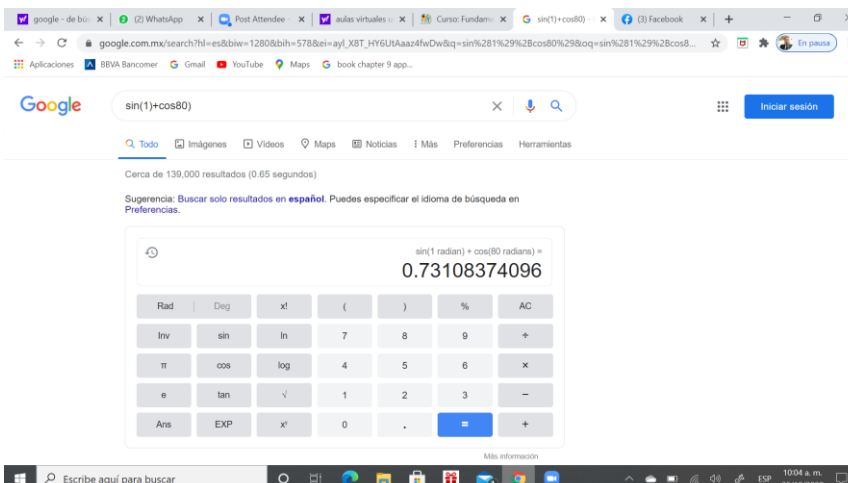 google - de bús
(2) WhatsApp
Post Attendee -
aulas virtuales u
Curso: Fundame
sin(1)+cos80) -
(3) Facebook
google.com.mx/search?hl=es&biw=1280&bih=578&ei=ayl_X8T_HY6UtAaaz4fwDw&q=sin%281%29%2Bcos80%29&oq=sin%281%29%2Bcos8...
En pausa
Aplicaciones BBVA Bancomer Gmail YouTube Maps book chapter 9 app...
Google
sin(1)+cos80)
Iniciar sesión
Todo Imágenes Videos Maps Noticias Más Preferencias Herramientas
Cerca de 139,000 resultados (0.65 segundos)
Sugerencia: Buscar solo resultados en español. Puedes especificar el idioma de búsqueda en
Preferencias.
sin(1 radian) + cos(80 radians) =
0.73108374096
Rad Deg x! ( ) % AC
Inv sin ln 7 8 9 ÷
π cos log 4 5 6 ×
e tan √ 1 2 3 −
Ans EXP xʸ 0 . = +
Más información
Escribe aquí para buscar
ESP
10:04 a. m.